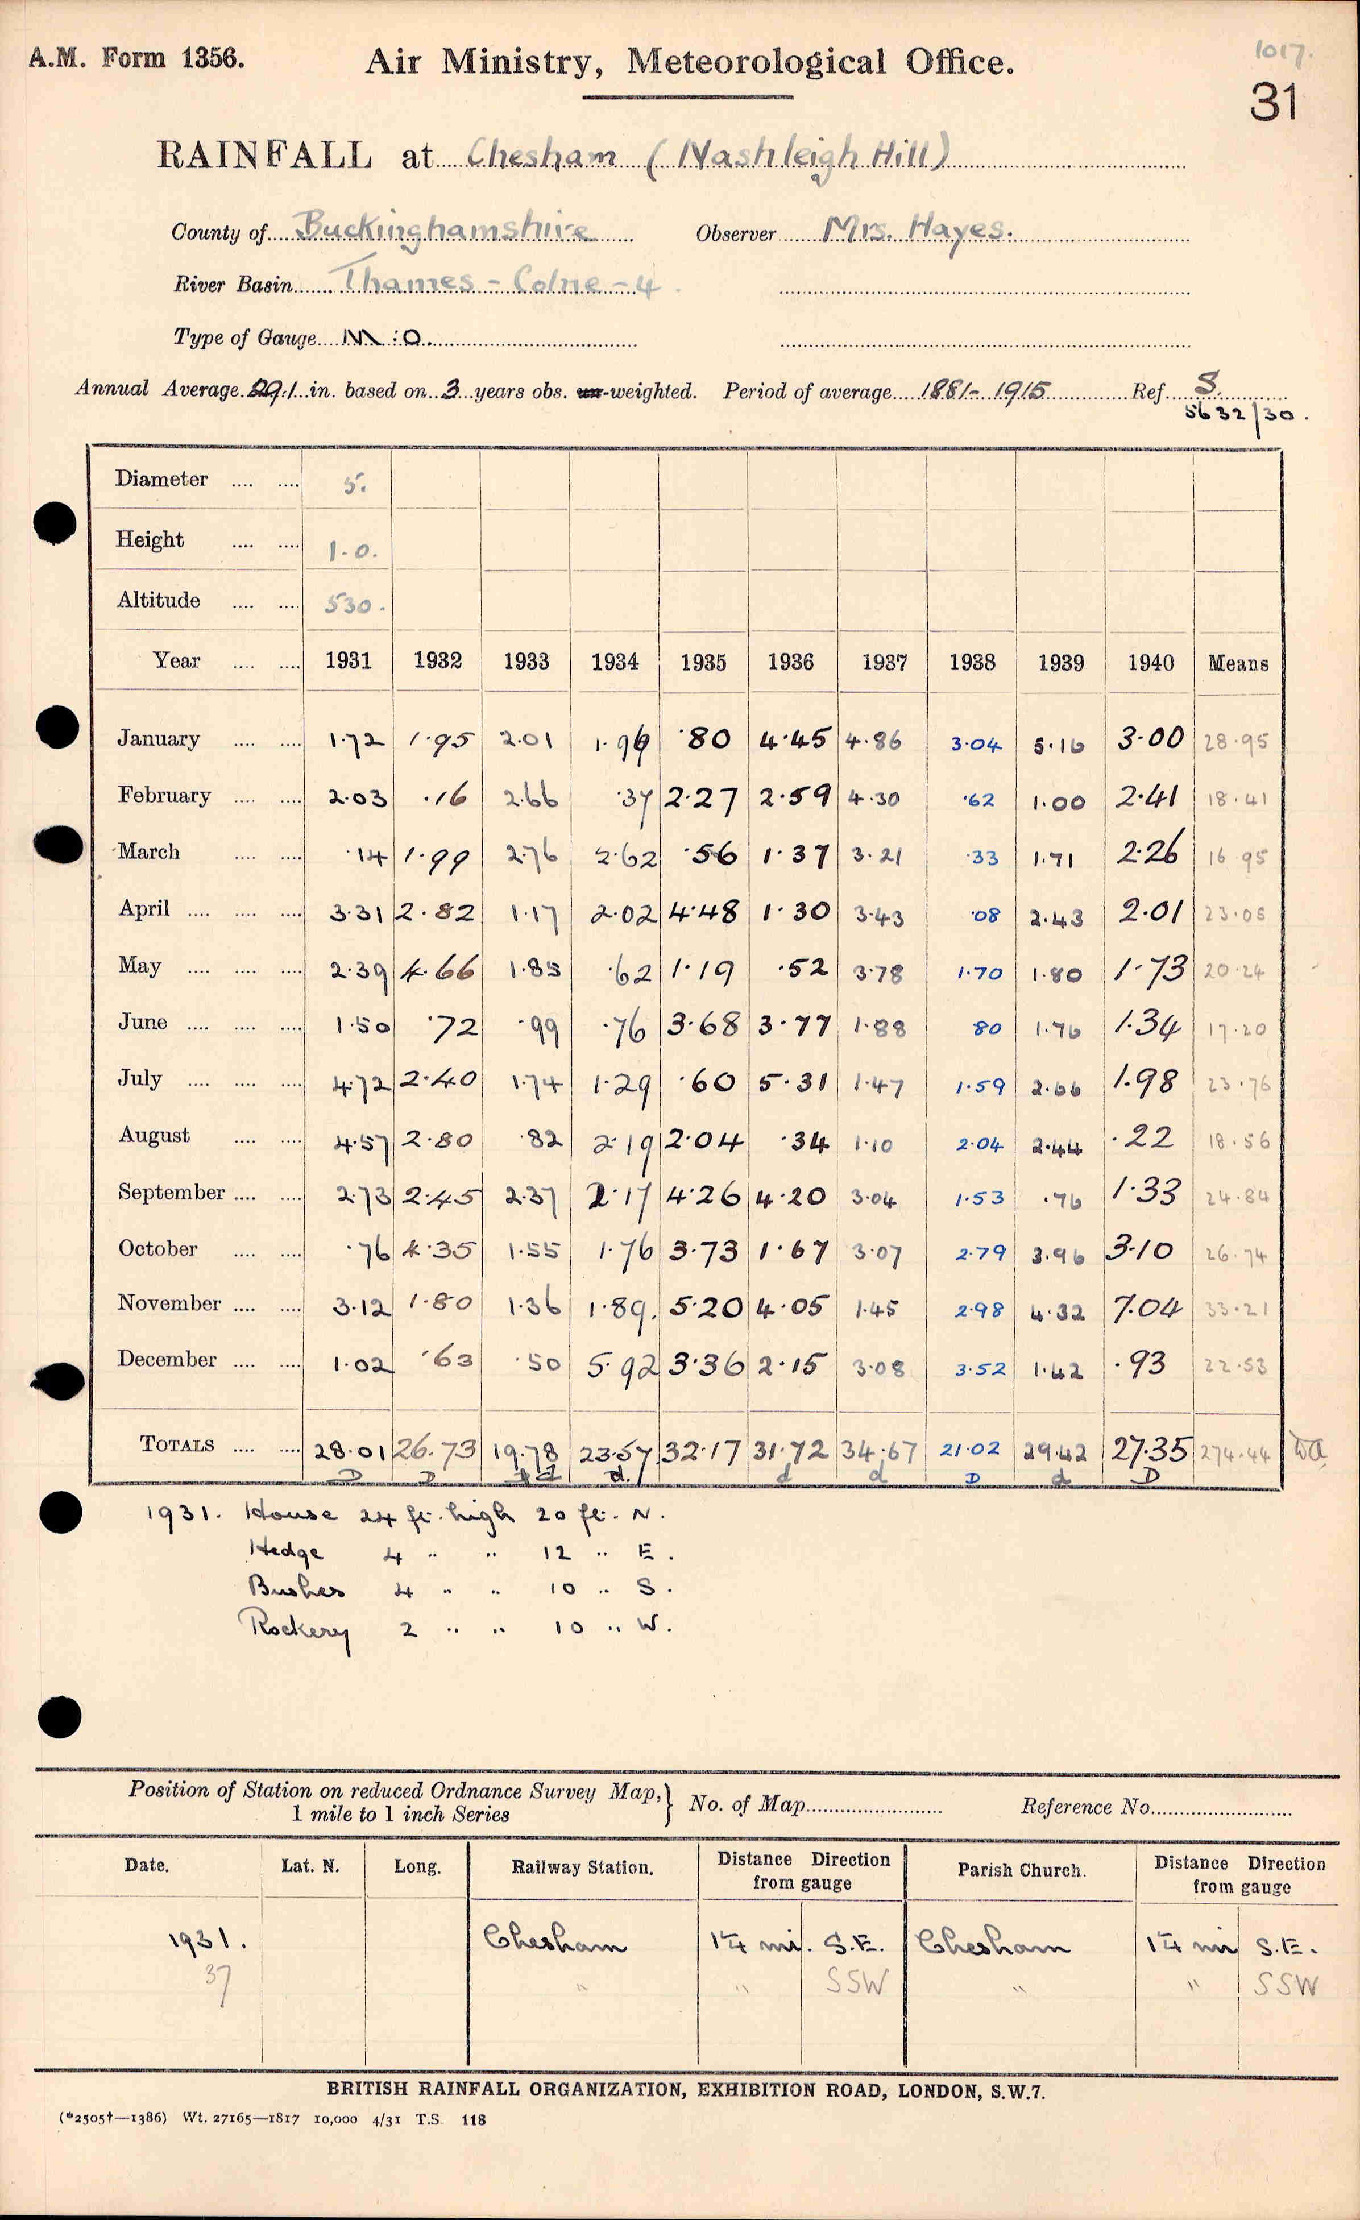 1017.
A.M. Form 1356. Air Ministry, Meteorological Office.
31
RAINFALL at Chesham (Nashleigh Hill)
County of Buckinghamshire Observer Mrs. Hayes.
River Basin Thames - Colne - 4
Type of Gauge M.O.
Annual Average 29.1 in. based on 3 years obs. -weighted. Period of average 1881-1915 Ref S.
5632/30.
Diameter .... .... 5.
Height .... .... 1.0.
Altitude .... .... 530.
Year .... .... 1931 1932 1933 1934 1935 1936 1937 1938 1939 1940 Means
January .... .... 1.72 1.95 2.01 1.96 .80 4.45 4.86 3.04 5.16 3.00 28.95
February .... .... 2.03 .16 2.66 .37 2.27 2.59 4.30 .62 1.00 2.41 18.41
March .... .... .14 1.99 2.76 2.62 .56 1.37 3.21 .33 1.71 2.26 16.95
April .... .... .... 3.31 2.82 1.17 2.02 4.48 1.30 3.43 .08 2.43 2.01 23.05
May .... .... .... 2.39 4.66 1.85 .62 1.19 .52 3.78 1.70 1.80 1.73 20.24
June .... .... .... 1.50 .72 .99 .76 3.68 3.77 1.88 80 1.76 1.34 17.20
July .... .... .... 4.72 2.40 1.74 1.29 .60 5.31 1.47 1.59 2.66 1.98 23.76
August .... .... 4.57 2.80 .82 2.19 2.04 .34 1.10 2.04 2.44 .22 18.56
September .... .... 2.73 2.45 2.37 2.17 4.26 4.20 3.04 1.53 .76 1.33 24.84
October .... .... .76 4.35 1.55 1.76 3.73 1.67 3.07 2.79 3.96 3.10 26.74
November .... .... 3.12 1.80 1.36 1.89. 5.20 4.05 1.45 2.98 4.32 7.04 33.21
December .... .... 1.02 .63 .50 5.92 3.36 2.15 3.08 3.52 1.42 .93 22.53
TOTALS .... .... 28.01 26.73 19.78 23.57 32.17 31.72 34.67 21.02 29.42 27.35 274.44
D D d d d d D d D
1931. House 24 ft. high 20 ft. N.
Hedge 4 " " 12 " E.
Bushes 4 " " 10 " S.
Rockery 2 " " 10 " W.
Position of Station on reduced Ordnance Survey Map,
1 mile to 1 inch Series } No. of Map Reference No.
Date. Lat. N. Long. Railway Station. Distance Direction from gauge Parish Church. Distance Direction from gauge
1931. Chesham 1¼ mi. S.E. Chesham 1¼ mi S.E.
37 " " SSW " " SSW
BRITISH RAINFALL ORGANIZATION, EXHIBITION ROAD, LONDON, S.W.7.
(*2505†—1386) Wt. 27165—1817 10,000 4/31 T.S. 118